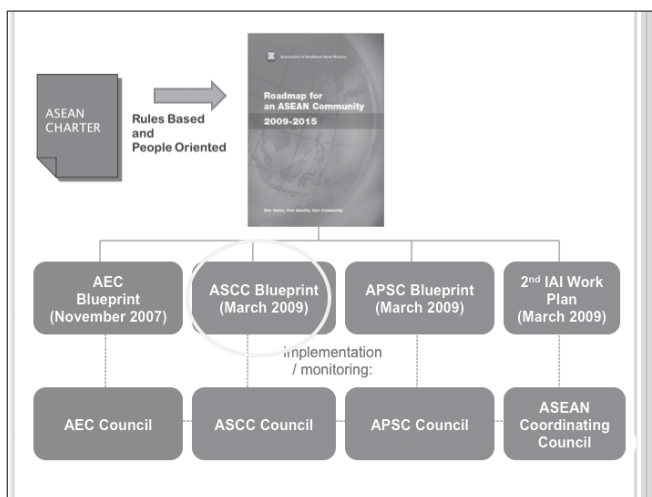 Association of Southeast Asian Nations
Roadmap for
an ASEAN Community
2009-2015
ASEAN
CHARTER
Rules Based
and
People Oriented
One Vision, One Identity, One Community
AEC
Blueprint
(November 2007)
ASCC Blueprint
(March 2009)
APSC Blueprint
(March 2009)
2nd IAI Work
Plan
(March 2009)
implementation
/ monitoring:
AEC Council
ASCC Council
APSC Council
ASEAN
Coordinating
Council